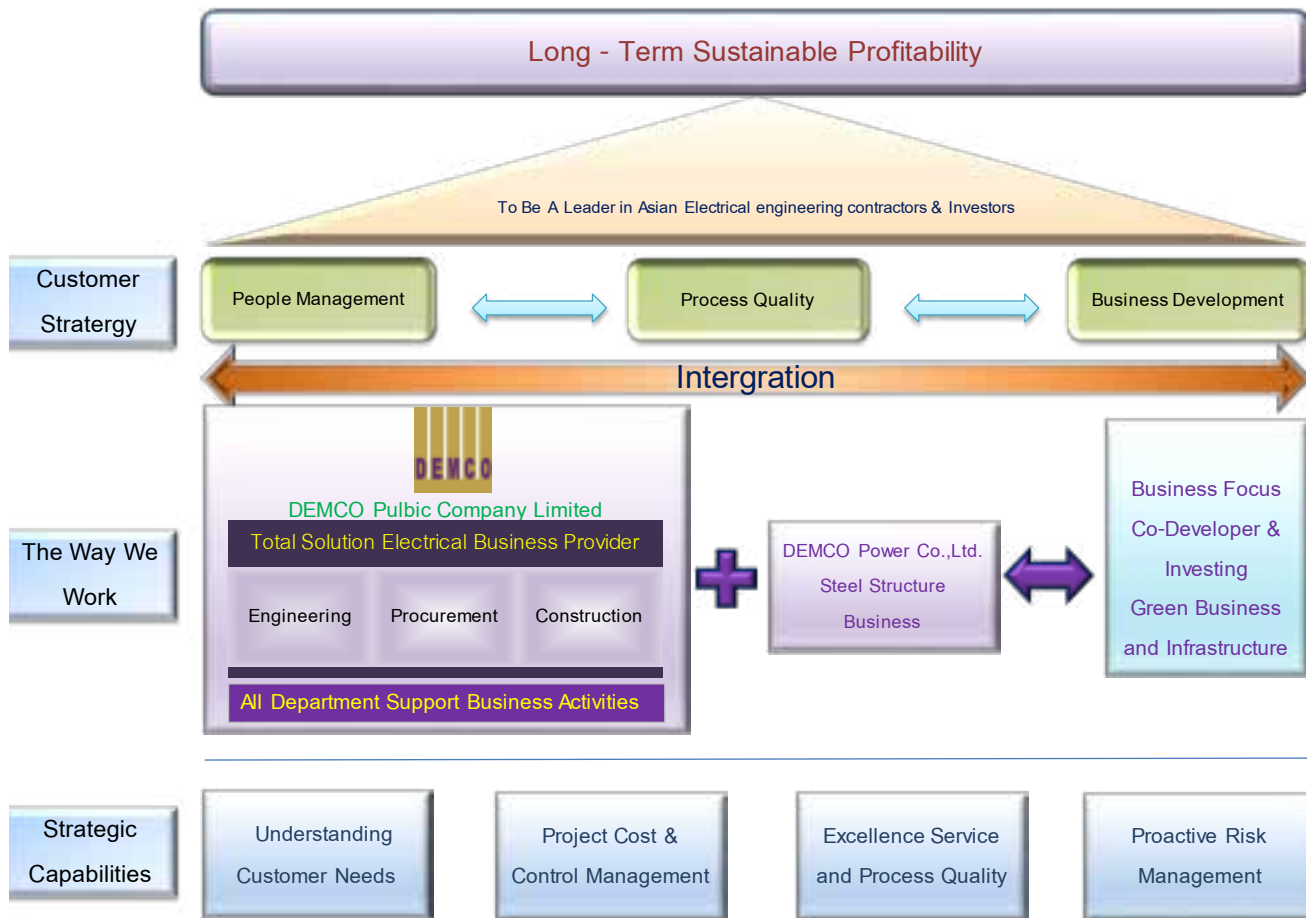 Long - Term Sustainable Profitability
To Be A Leader in Asian Electrical engineering contractors & Investors
Customer
Stratergy
People Management
Process Quality
Business Development
Intergration
The Way We
Work
DEMCO
DEMCO Pulbic Company Limited
Total Solution Electrical Business Provider
Engineering
Procurement
Construction
All Department Support Business Activities
DEMCO Power Co.,Ltd.
Steel Structure
Business
Business Focus
Co-Developer &
Investing
Green Business
and Infrastructure
Strategic
Capabilities
Understanding
Customer Needs
Project Cost &
Control Management
Excellence Service
and Process Quality
Proactive Risk
Management